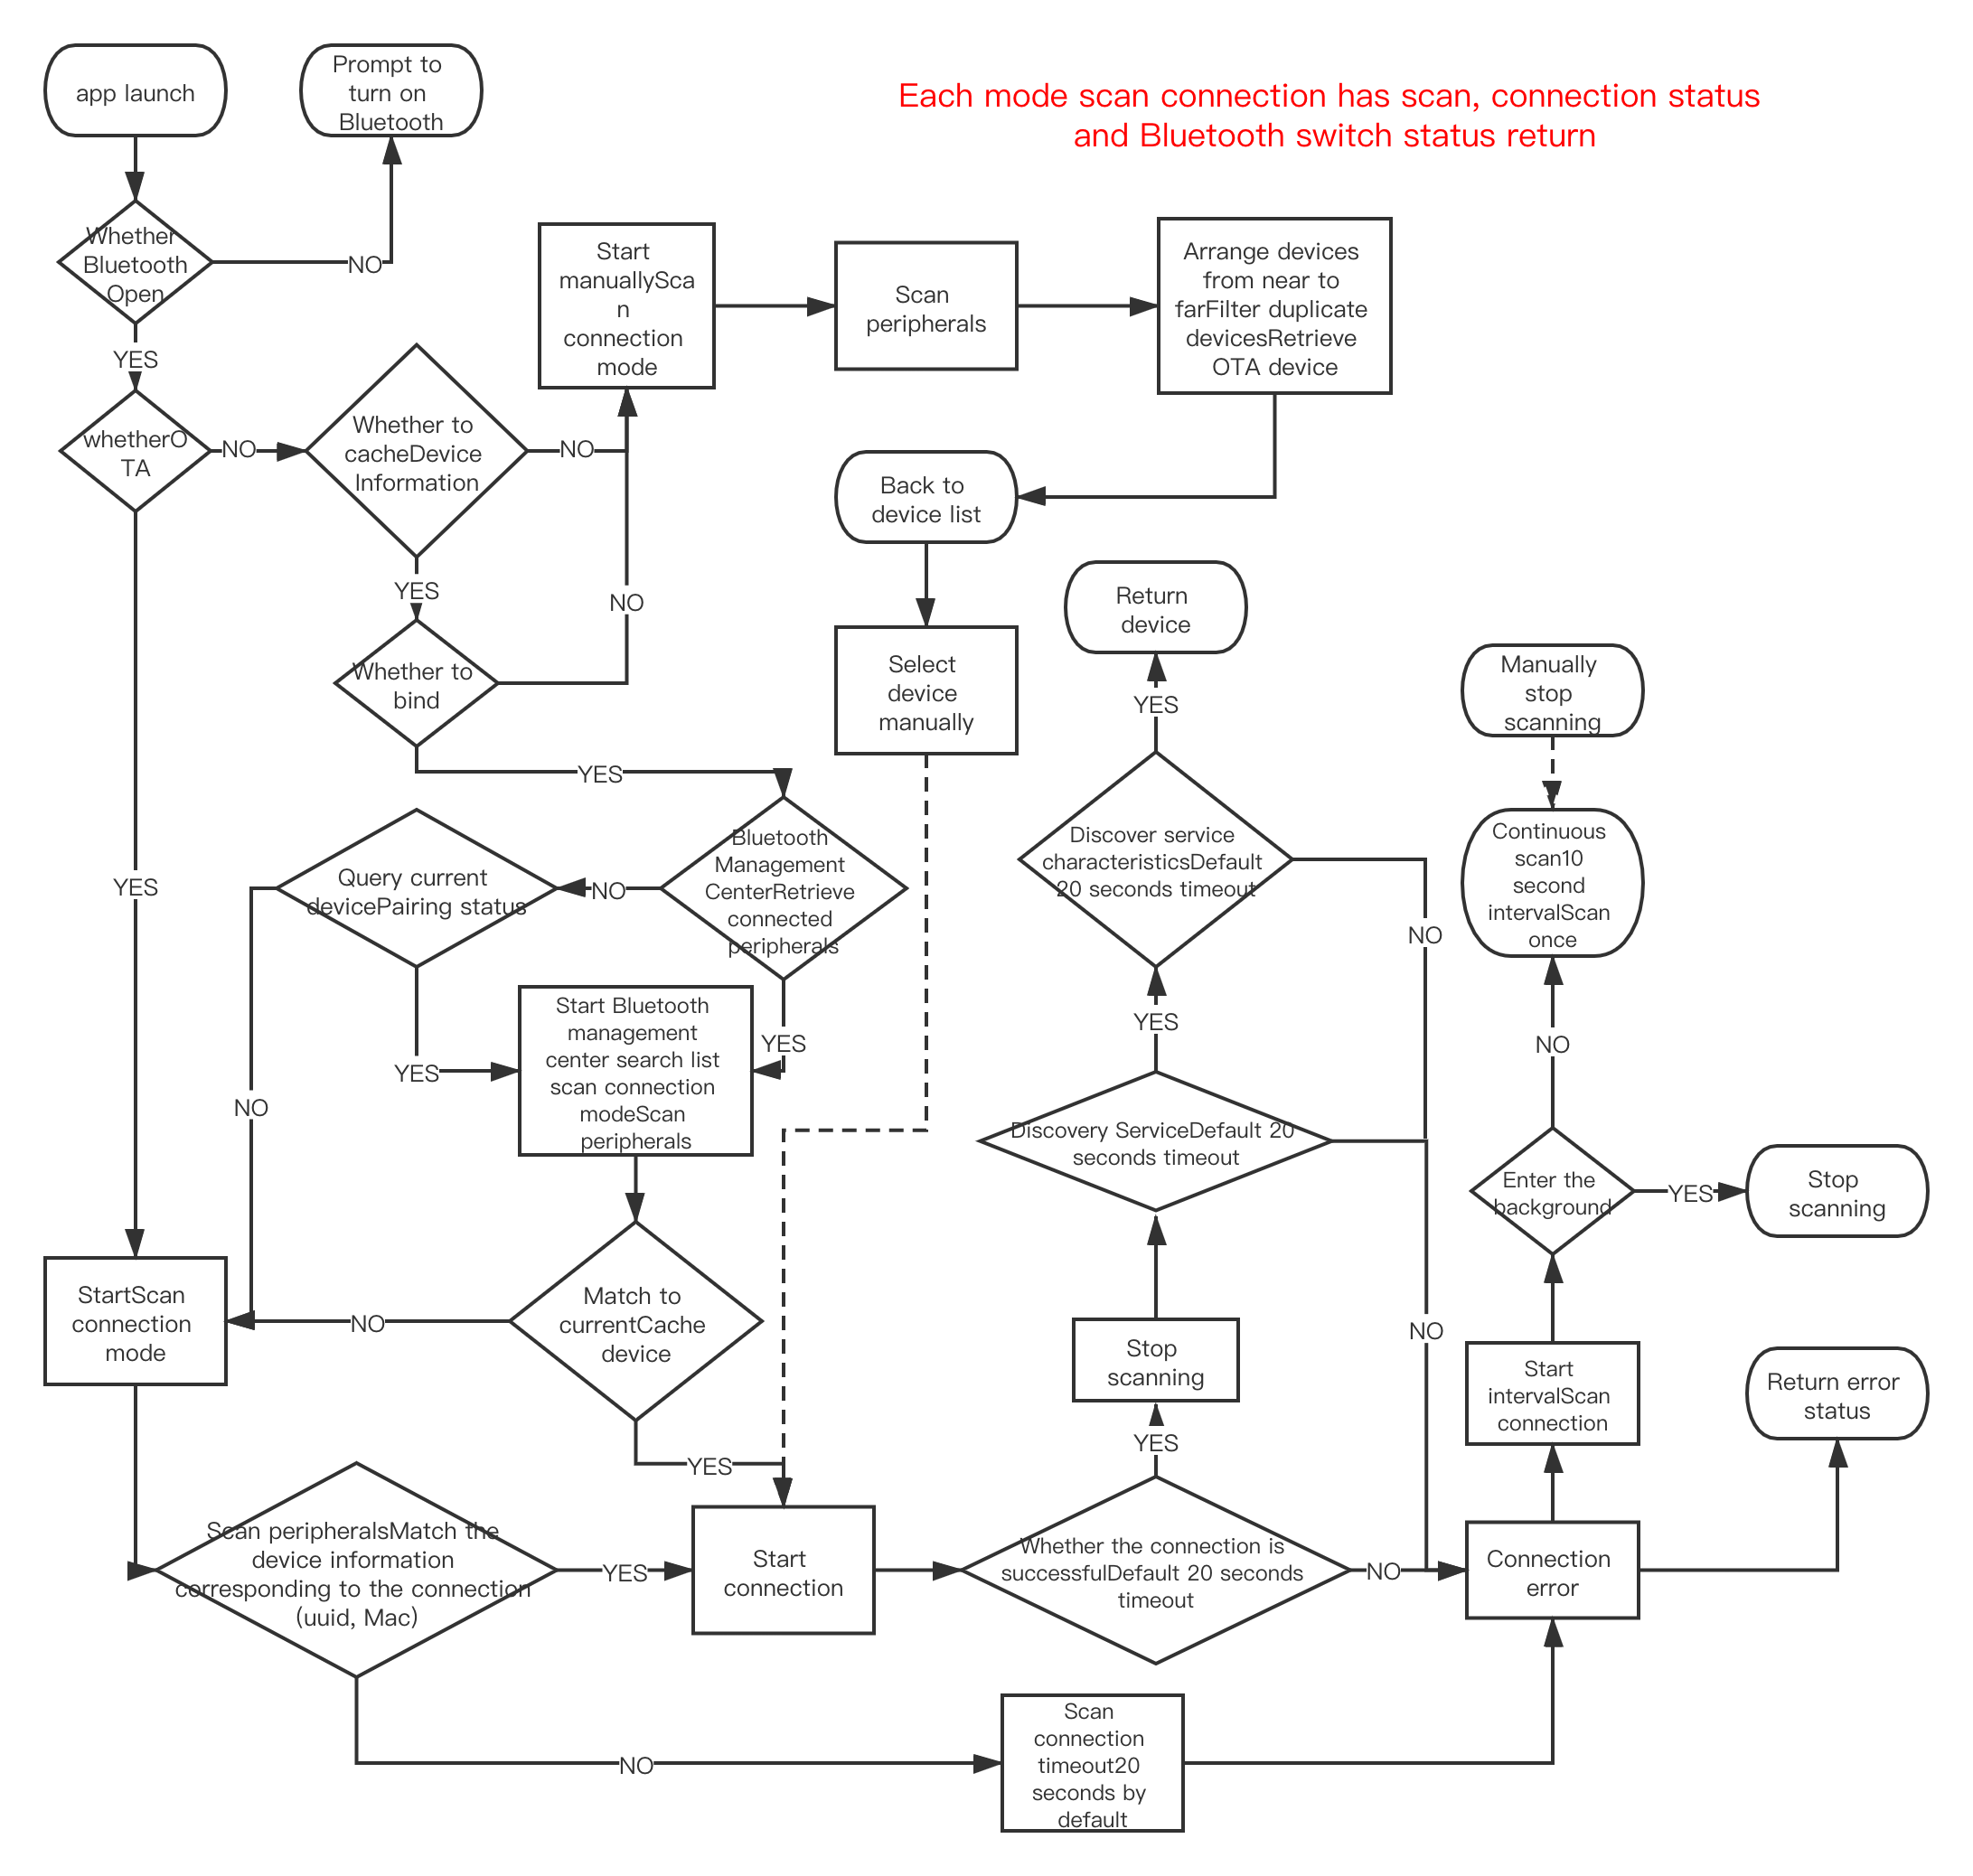 app launch
Prompt to
turn on
Bluetooth
Each mode scan connection has scan, connection status
and Bluetooth switch status return
Whether
Bluetooth
Open
NO
YES
Start
manuallySca
n
connection
mode
Scan
peripherals
Arrange devices
from near to
farFilter duplicate
devicesRetrieve
OTA device
whetherO
TA
NO
Whether to
cacheDevice
Information
NO
Back to
device list
YES
NO
Return
device
Whether to
bind
Select
device
manually
YES
Manually
stop
scanning
YES
Bluetooth
Management
CenterRetrieve
connected
peripherals
Discover service
characteristicsDefault
20 seconds timeout
Continuous
scan10
second
intervalScan
once
YES
Query current
devicePairing status
NO
NO
YES
YES
Start Bluetooth
management
center search list
scan connection
modeScan
peripherals
YES
YES
NO
NO
Discovery ServiceDefault 20
seconds timeout
Enter the
background
YES
Stop
scanning
StartScan
connection
mode
NO
Match to
currentCache
device
NO
Stop
scanning
Start
intervalScan
connection
Return error
status
YES
YES
Scan peripheralsMatch the
device information
corresponding to the connection
(uuid, Mac)
YES
Start
connection
Whether the connection is
successfulDefault 20 seconds
timeout
NO
Connection
error
NO
Scan
connection
timeout20
seconds by
default